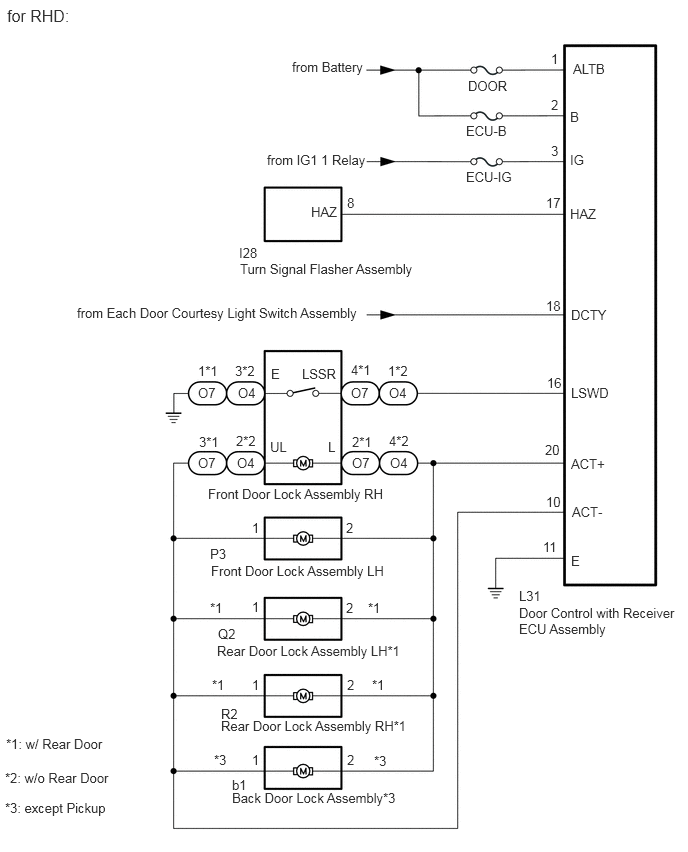 for RHD:
from Battery
DOOR
1
ALTB
ECU-B
2
B
from IG1 1 Relay
ECU-IG
3
IG
HAZ
8
17
HAZ
I28
Turn Signal Flasher Assembly
from Each Door Courtesy Light Switch Assembly
18
DCTY
1*1 3*2
O7 O4
E LSSR
4*1 1*2
O7 O4
16
LSWD
3*1 2*2
O7 O4
UL L
M
2*1 4*2
O7 O4
20
ACT+
Front Door Lock Assembly RH
10
ACT-
1 2
M
P3
Front Door Lock Assembly LH
11
E
L31
Door Control with Receiver
ECU Assembly
*1 1 2 *1
M
Q2
Rear Door Lock Assembly LH*1
*1 1 2 *1
M
R2
Rear Door Lock Assembly RH*1
*3 1 2 *3
M
b1
Back Door Lock Assembly*3
*1: w/ Rear Door
*2: w/o Rear Door
*3: except Pickup